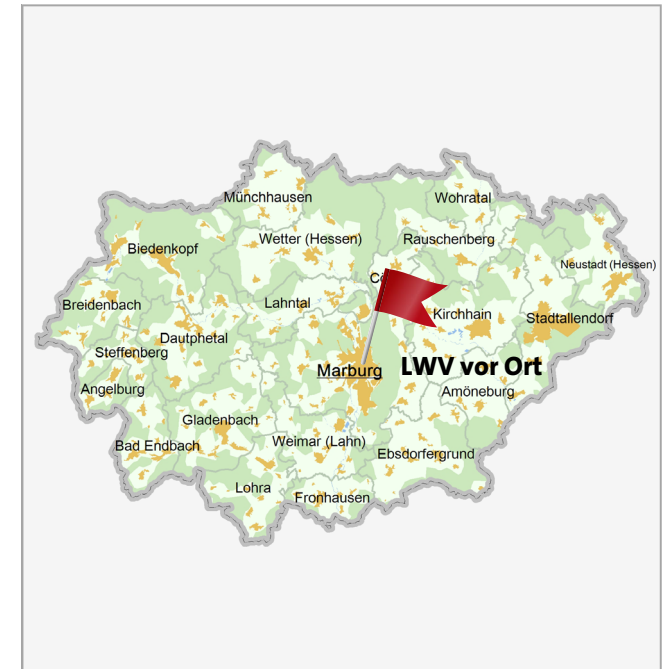 Münchhausen
Wohratal
Wetter (Hessen)
Rauschenberg
Biedenkopf
Neustadt (Hessen)
Breidenbach
Lahntal
Kirchhain
Stadtallendorf
Dautphetal
Steffenberg
Marburg
LWV vor Ort
Angelburg
Amöneburg
Gladenbach
Bad Endbach
Weimar (Lahn)
Ebsdorfergrund
Lohra
Fronhausen